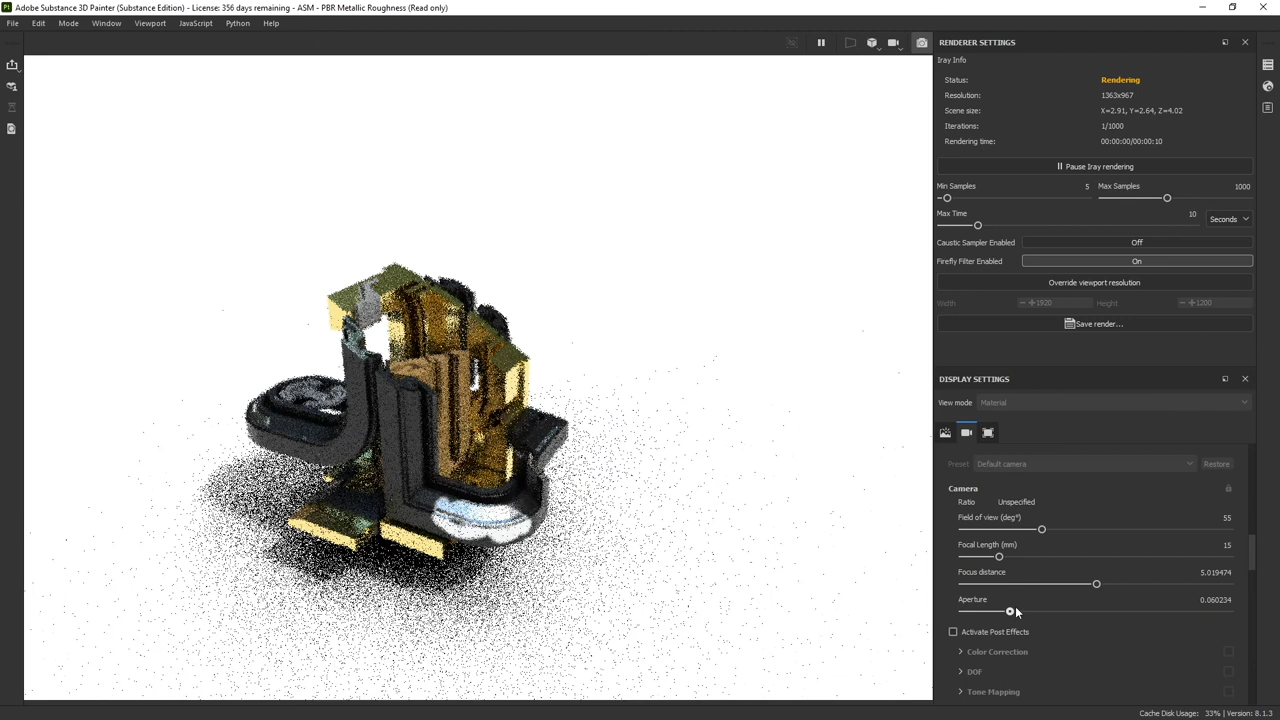 Pt Adobe Substance 3D Painter (Substance Edition) - License: 356 days remaining - ASM - PBR Metallic Roughness (Read only)
File Edit Mode Window Viewport JavaScript Python Help
RENDERER SETTINGS
Iray Info
Status: Rendering
Resolution: 1363x967
Scene size: X=2.91, Y=2.64, Z=4.02
Iterations: 1/1000
Rendering time: 00:00:00/00:00:10
Pause Iray rendering
Min Samples 5 Max Samples 1000
Max Time 10 Seconds
Caustic Sampler Enabled Off
Firefly Filter Enabled On
Override viewport resolution
Width 1920 Height 1200
Save render...
DISPLAY SETTINGS
View mode Material
Preset Default camera Restore
Camera
Ratio Unspecified
Field of view (deg°) 55
Focal Length (mm) 15
Focus distance 5.019474
Aperture 0.060234
Activate Post Effects
Color Correction
DOF
Tone Mapping
Cache Disk Usage: 33% | Version: 8.1.3